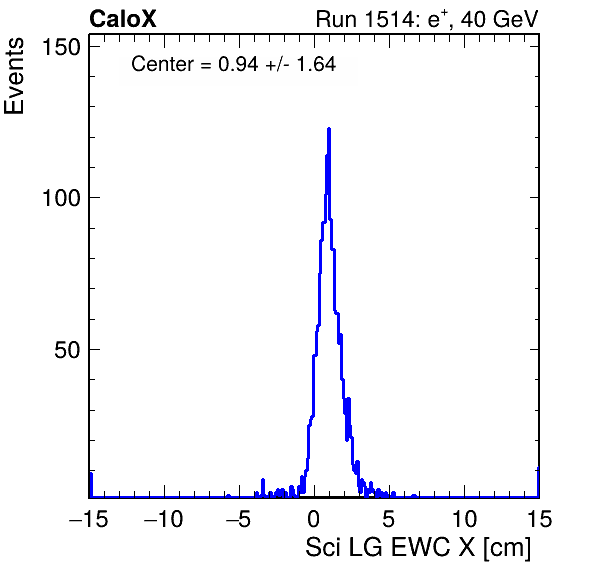 CaloX Run 1514: e⁺, 40 GeV
Events
150
Center = 0.94 +/- 1.64
100
50
−15 −10 −5 0 5 10 15
Sci LG EWC X [cm]